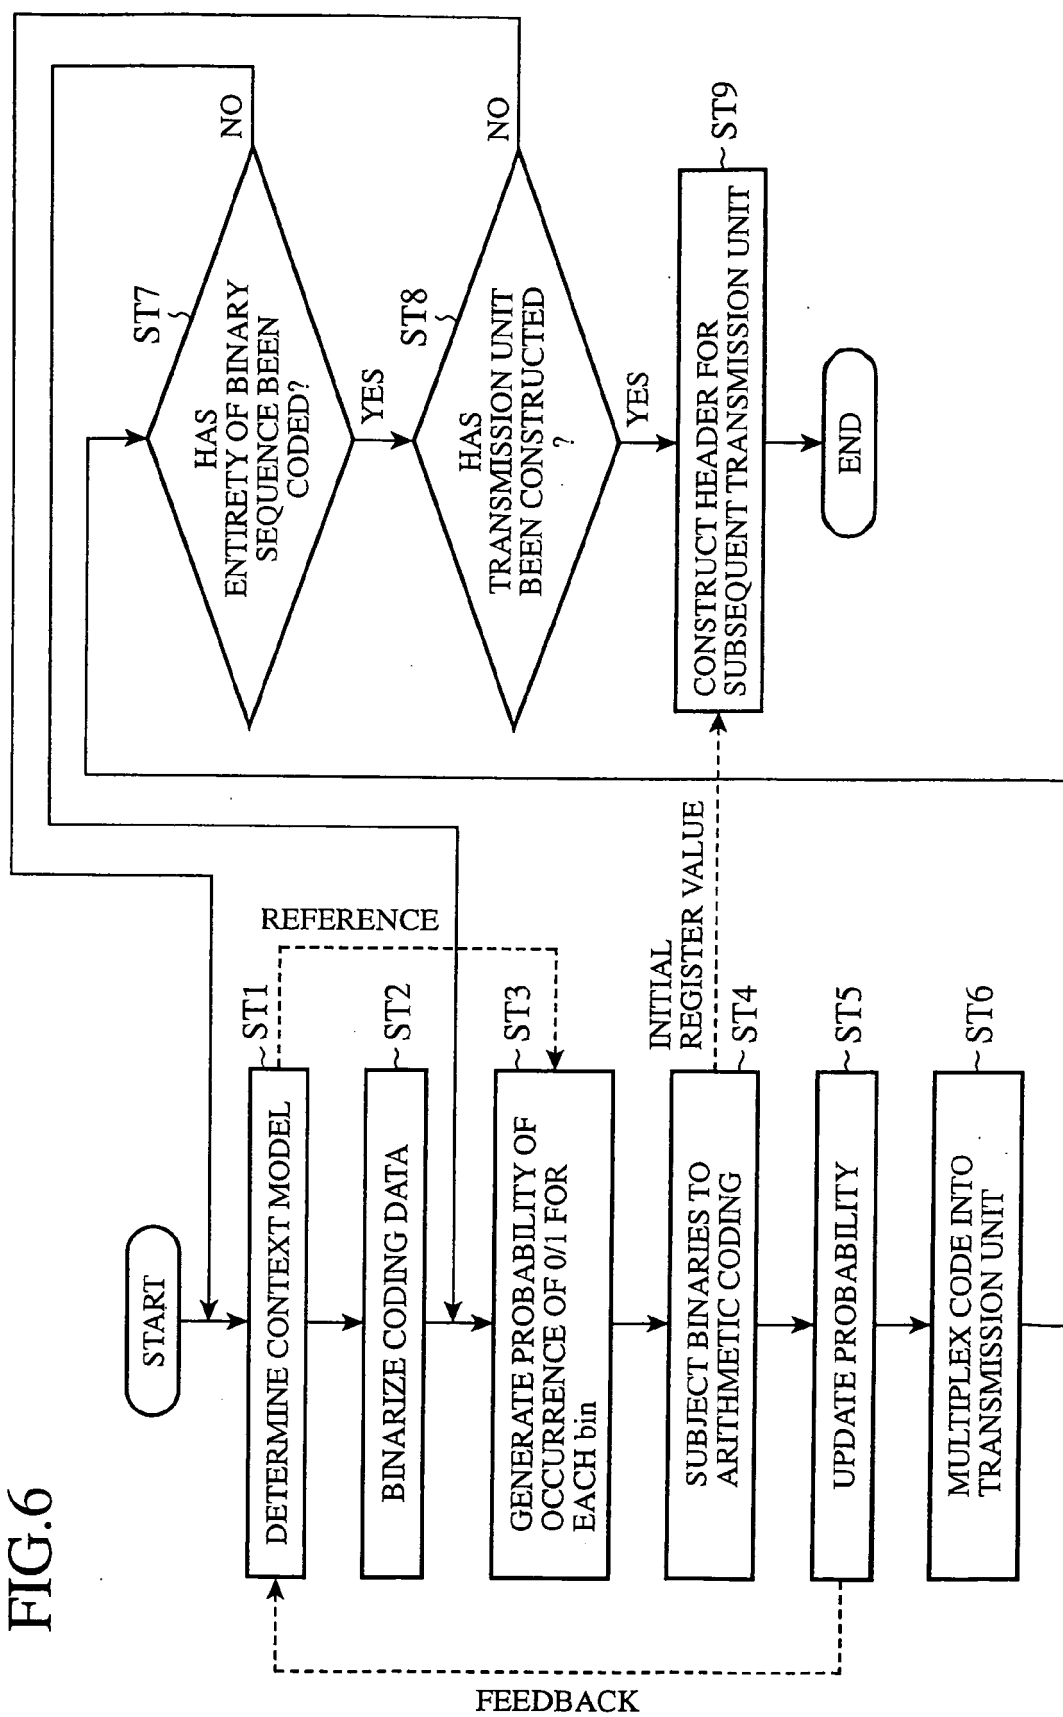 FIG.6
START
DETERMINE CONTEXT MODEL
~ST1
REFERENCE
BINARIZE CODING DATA
~ST2
GENERATE PROBABILITY OF
OCCURRENCE OF 0/1 FOR
EACH bin
~ST3
SUBJECT BINARIES TO
ARITHMETIC CODING
~ST4
INITIAL
REGISTER VALUE
UPDATE PROBABILITY
~ST5
FEEDBACK
MULTIPLEX CODE INTO
TRANSMISSION UNIT
~ST6
ST7
HAS
ENTIRETY OF BINARY
SEQUENCE BEEN
CODED?
NO
YES
ST8
HAS
TRANSMISSION UNIT
BEEN CONSTRUCTED
?
NO
YES
CONSTRUCT HEADER FOR
SUBSEQUENT TRANSMISSION UNIT
~ST9
END